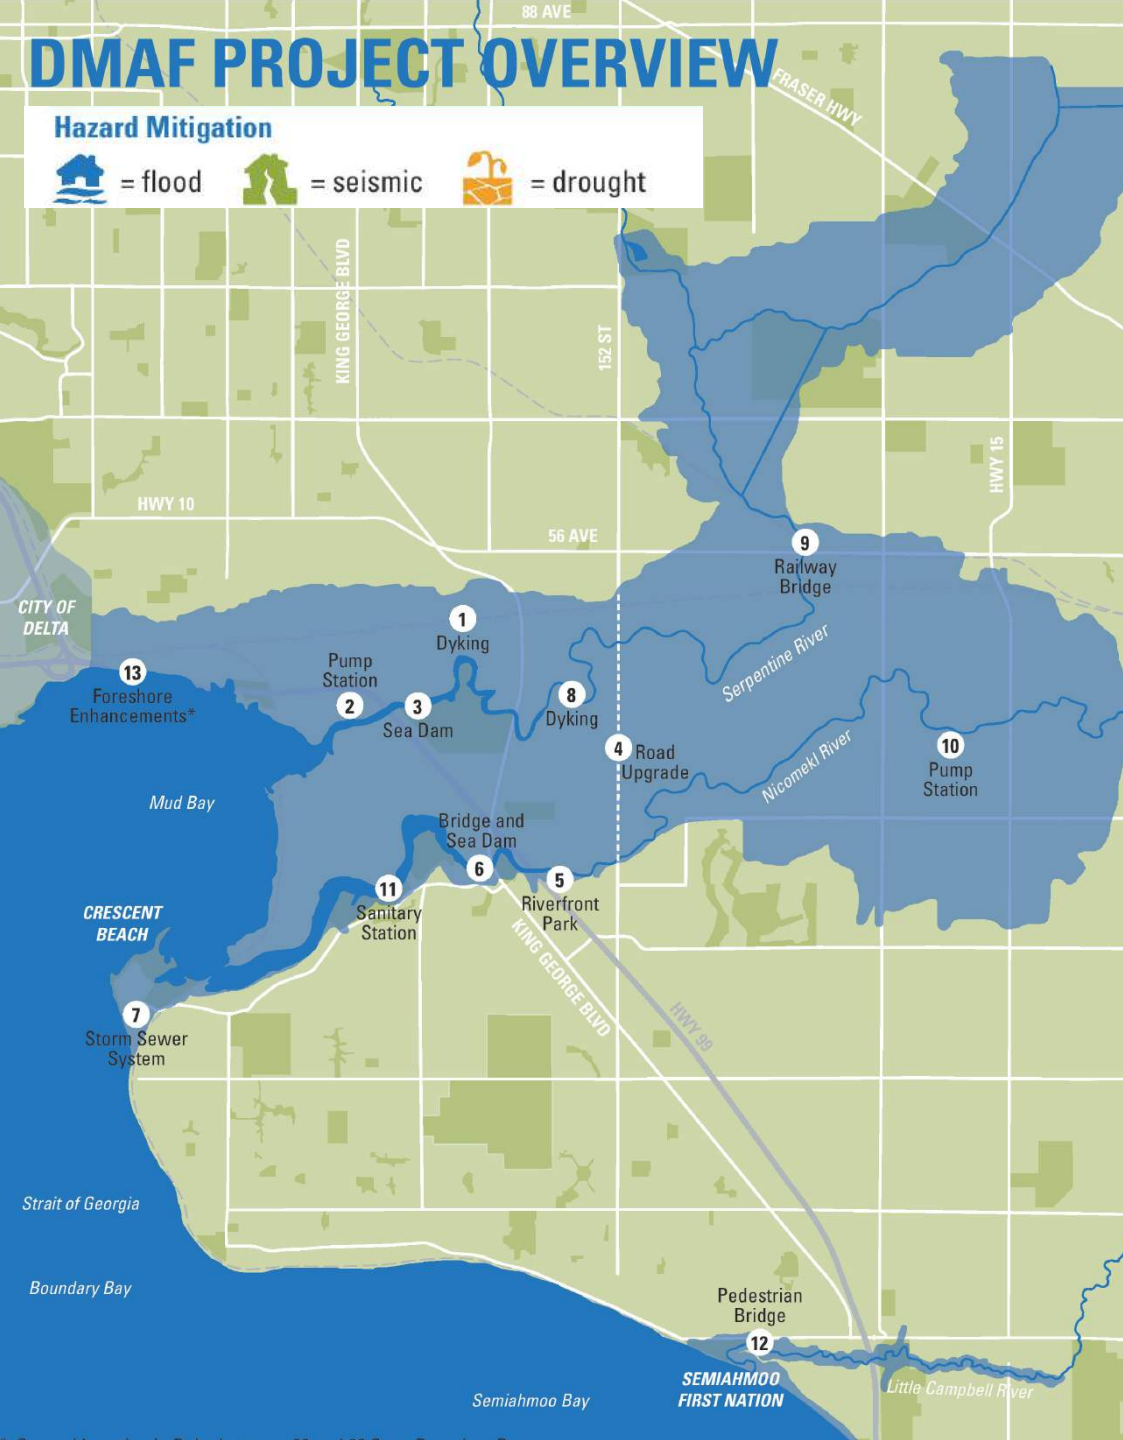 88 AVE
DMAF PROJECT OVERVIEW
FRASER HWY
Hazard Mitigation
= flood
= seismic
= drought
KING GEORGE BLVD
152 ST
HWY 15
HWY 10
56 AVE
9
Railway
Bridge
CITY OF
DELTA
1
Dyking
Serpentine River
13
Foreshore
Enhancements*
Pump
Station
2
3
Sea Dam
8
Dyking
4 Road
Upgrade
10
Pump
Station
Nicomekl River
Mud Bay
Bridge and
Sea Dam
6
5
Riverfront
Park
11
Sanitary
Station
CRESCENT
BEACH
KING GEORGE BLVD
HWY 99
7
Storm Sewer
System
Strait of Georgia
Boundary Bay
Pedestrian
Bridge
12
SEMIAHMOO
FIRST NATION
Little Campbell River
Semiahmoo Bay